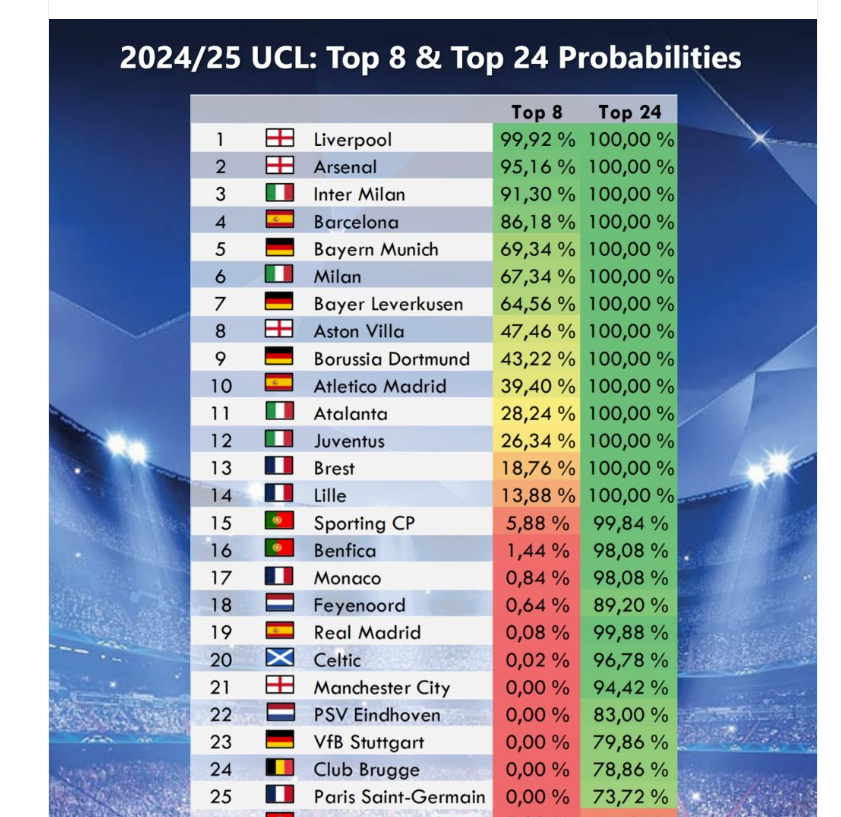 2024/25 UCL: Top 8 & Top 24 Probabilities
Top 8 Top 24
1 Liverpool 99,92 % 100,00 %
2 Arsenal 95,16 % 100,00 %
3 Inter Milan 91,30 % 100,00 %
4 Barcelona 86,18 % 100,00 %
5 Bayern Munich 69,34 % 100,00 %
6 Milan 67,34 % 100,00 %
7 Bayer Leverkusen 64,56 % 100,00 %
8 Aston Villa 47,46 % 100,00 %
9 Borussia Dortmund 43,22 % 100,00 %
10 Atletico Madrid 39,40 % 100,00 %
11 Atalanta 28,24 % 100,00 %
12 Juventus 26,34 % 100,00 %
13 Brest 18,76 % 100,00 %
14 Lille 13,88 % 100,00 %
15 Sporting CP 5,88 % 99,84 %
16 Benfica 1,44 % 98,08 %
17 Monaco 0,84 % 98,08 %
18 Feyenoord 0,64 % 89,20 %
19 Real Madrid 0,08 % 99,88 %
20 Celtic 0,02 % 96,78 %
21 Manchester City 0,00 % 94,42 %
22 PSV Eindhoven 0,00 % 83,00 %
23 VfB Stuttgart 0,00 % 79,86 %
24 Club Brugge 0,00 % 78,86 %
25 Paris Saint-Germain 0,00 % 73,72 %